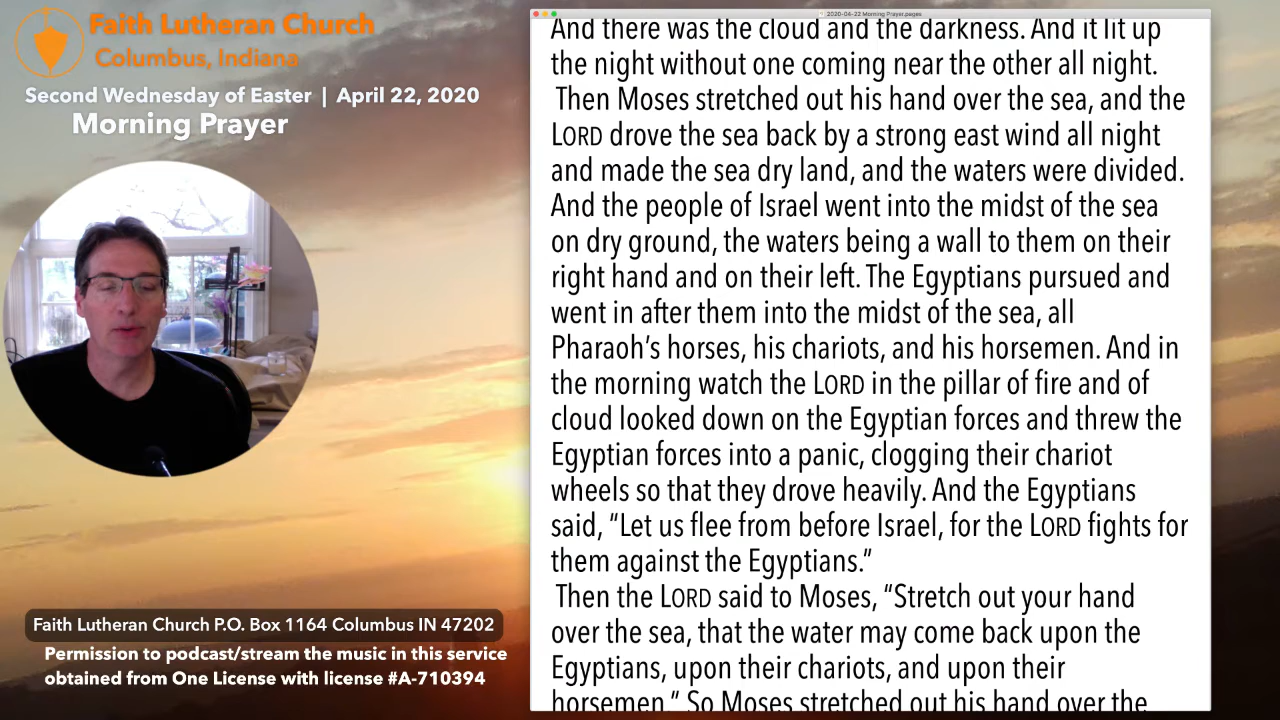 Faith Lutheran Church
Columbus, Indiana
Second Wednesday of Easter | April 22, 2020
Morning Prayer
Faith Lutheran Church P.O. Box 1164 Columbus IN 47202
Permission to podcast/stream the music in this service
obtained from One License with license #A-710394
2020-04-22 Morning Prayer.pages
And there was the cloud and the darkness. And it lit up
the night without one coming near the other all night.
Then Moses stretched out his hand over the sea, and the
LORD drove the sea back by a strong east wind all night
and made the sea dry land, and the waters were divided.
And the people of Israel went into the midst of the sea
on dry ground, the waters being a wall to them on their
right hand and on their left. The Egyptians pursued and
went in after them into the midst of the sea, all
Pharaoh’s horses, his chariots, and his horsemen. And in
the morning watch the LORD in the pillar of fire and of
cloud looked down on the Egyptian forces and threw the
Egyptian forces into a panic, clogging their chariot
wheels so that they drove heavily. And the Egyptians
said, “Let us flee from before Israel, for the LORD fights for
them against the Egyptians.”
Then the LORD said to Moses, “Stretch out your hand
over the sea, that the water may come back upon the
Egyptians, upon their chariots, and upon their
horsemen.” So Moses stretched out his hand over the